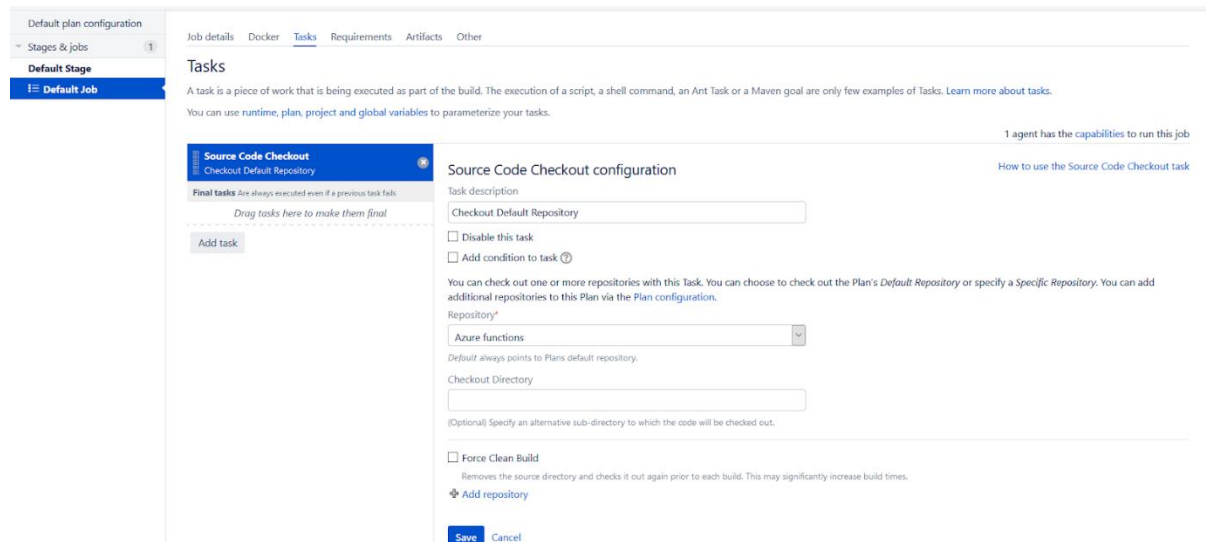 Default plan configuration
Stages & jobs 1
Default Stage
Default Job
Job details Docker Tasks Requirements Artifacts Other
Tasks
A task is a piece of work that is being executed as part of the build. The execution of a script, a shell command, an Ant Task or a Maven goal are only few examples of Tasks. Learn more about tasks.
You can use runtime, plan, project and global variables to parameterize your tasks.
1 agent has the capabilities to run this job
Source Code Checkout
Checkout Default Repository
Final tasks Are always executed even if a previous task fails
Drag tasks here to make them final
Add task
Source Code Checkout configuration
How to use the Source Code Checkout task
Task description
Checkout Default Repository
Disable this task
Add condition to task ?
You can check out one or more repositories with this Task. You can choose to check out the Plan's Default Repository or specify a Specific Repository. You can add
additional repositories to this Plan via the Plan configuration.
Repository*
Azure functions
Default always points to Plans default repository.
Checkout Directory
(Optional) Specify an alternative sub-directory to which the code will be checked out.
Force Clean Build
Removes the source directory and checks it out again prior to each build. This may significantly increase build times.
Add repository
Save Cancel